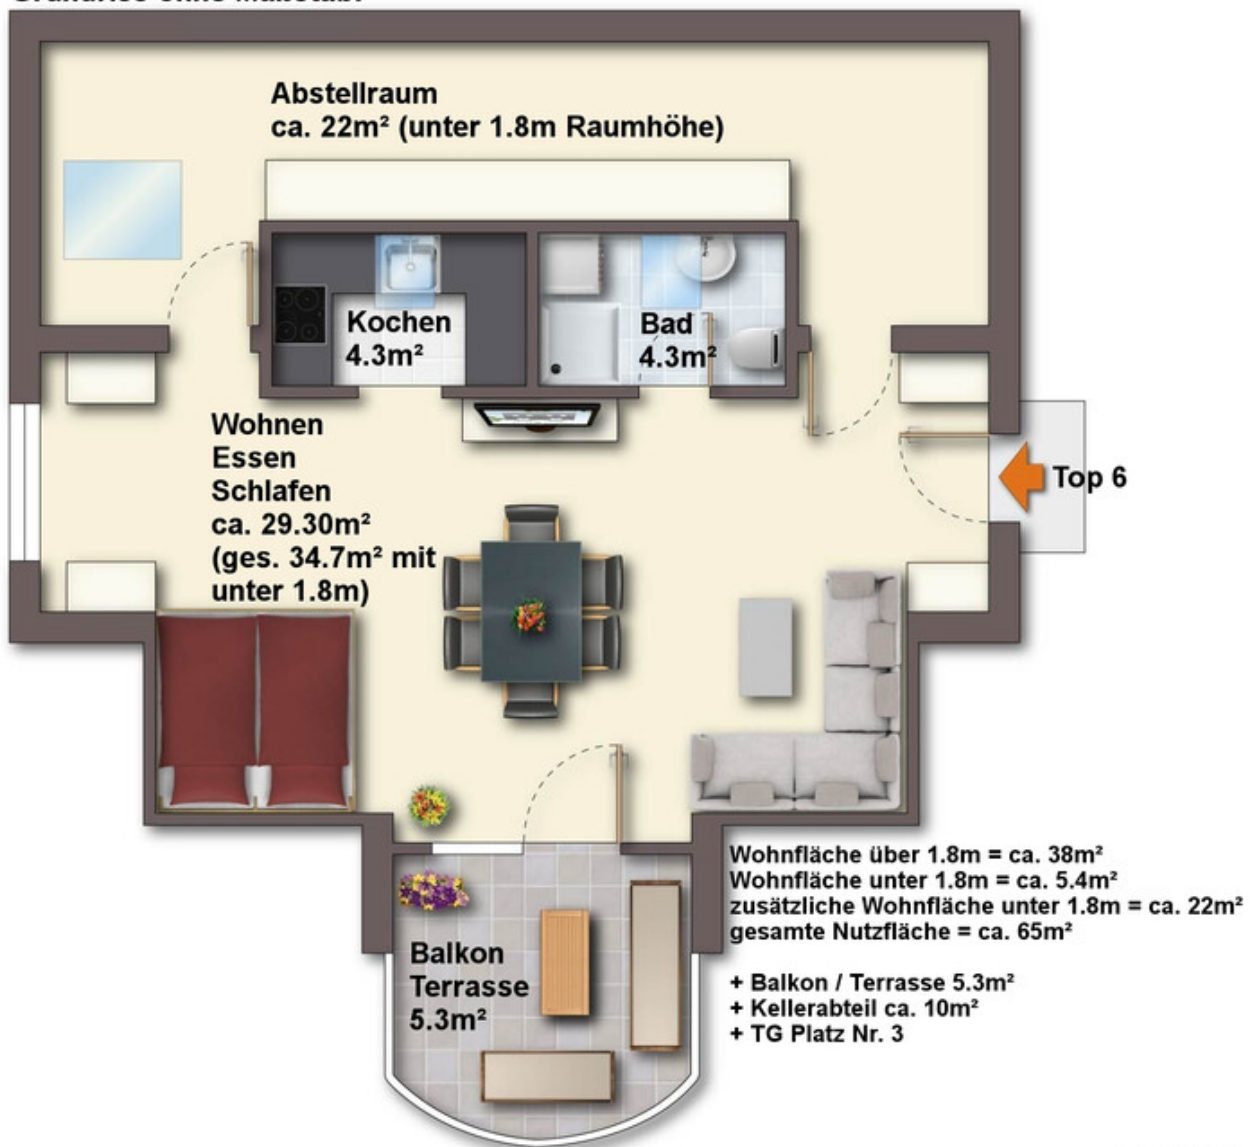 Grundriss ohne Maßstab!
Abstellraum
ca. 22m² (unter 1.8m Raumhöhe)
Kochen
4.3m²
Bad
4.3m²
Wohnen
Essen
Schlafen
ca. 29.30m²
(ges. 34.7m² mit
unter 1.8m)
Top 6
Wohnfläche über 1.8m = ca. 38m²
Wohnfläche unter 1.8m = ca. 5.4m²
zusätzliche Wohnfläche unter 1.8m = ca. 22m²
gesamte Nutzfläche = ca. 65m²
+ Balkon / Terrasse 5.3m²
+ Kellerabteil ca. 10m²
+ TG Platz Nr. 3
Balkon
Terrasse
5.3m²